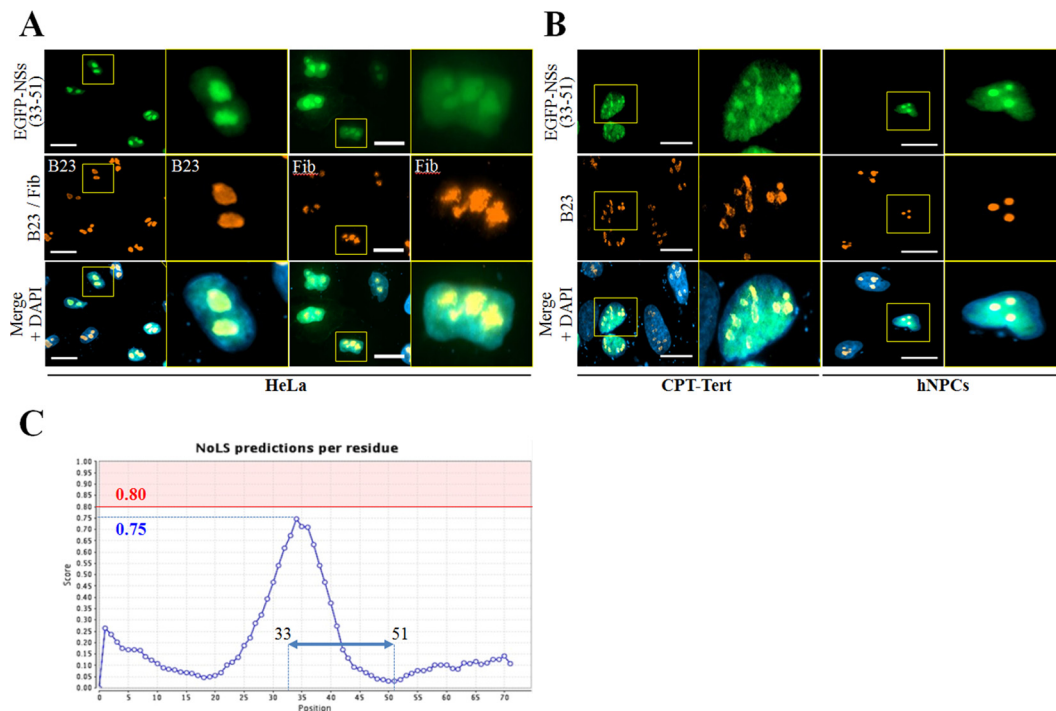 A
B
EGFP-NSs
(33-51)
B23 / Fib
B23
B23
Fib
Fib
Merge
+ DAPI
HeLa
EGFP-NSs
(33-51)
B23
Merge
+ DAPI
CPT-Tert
hNPCs
C
NoLS predictions per residue
1.00
0.95
0.90
0.85
0.80
0.75
0.70
0.65
0.60
0.55
0.50
0.45
0.40
0.35
0.30
0.25
0.20
0.15
0.10
0.05
0.00
Score
0.80
0.75
33
51
0 5 10 15 20 25 30 35 40 45 50 55 60 65 70
Position